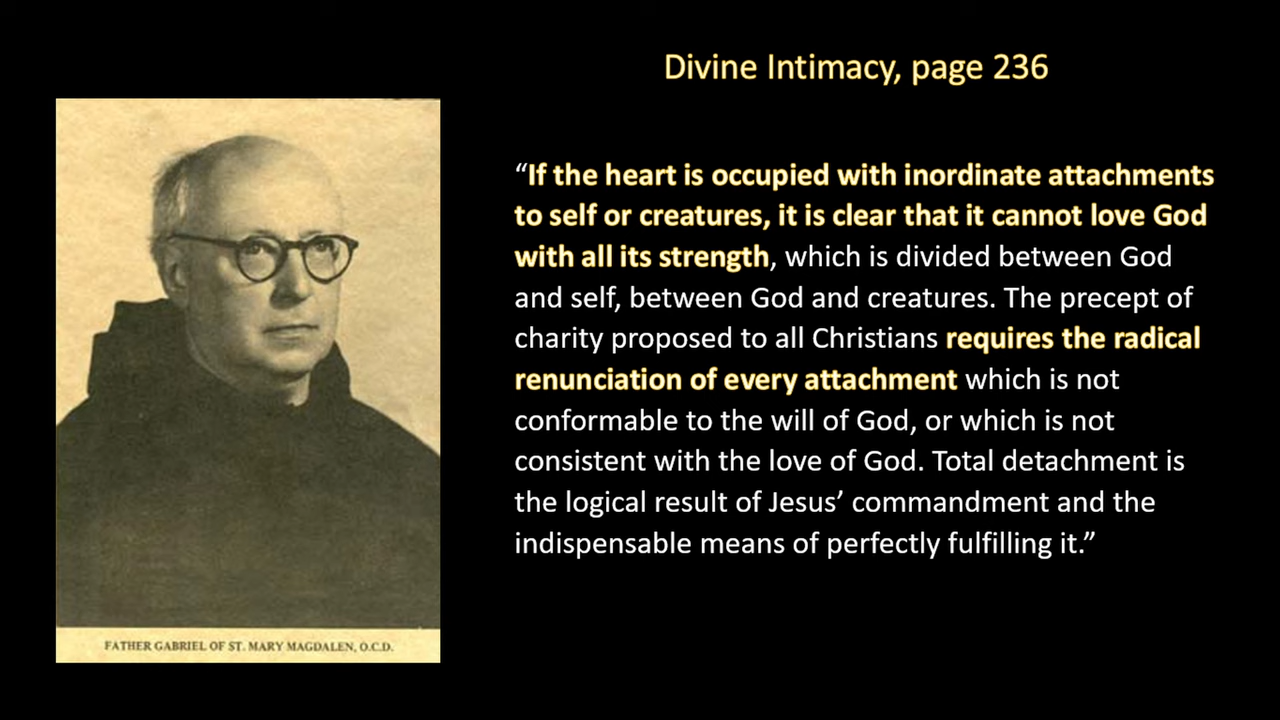 Divine Intimacy, page 236
“If the heart is occupied with inordinate attachments
to self or creatures, it is clear that it cannot love God
with all its strength, which is divided between God
and self, between God and creatures. The precept of
charity proposed to all Christians requires the radical
renunciation of every attachment which is not
conformable to the will of God, or which is not
consistent with the love of God. Total detachment is
the logical result of Jesus’ commandment and the
indispensable means of perfectly fulfilling it.”
FATHER GABRIEL OF ST. MARY MAGDALEN, O.C.D.